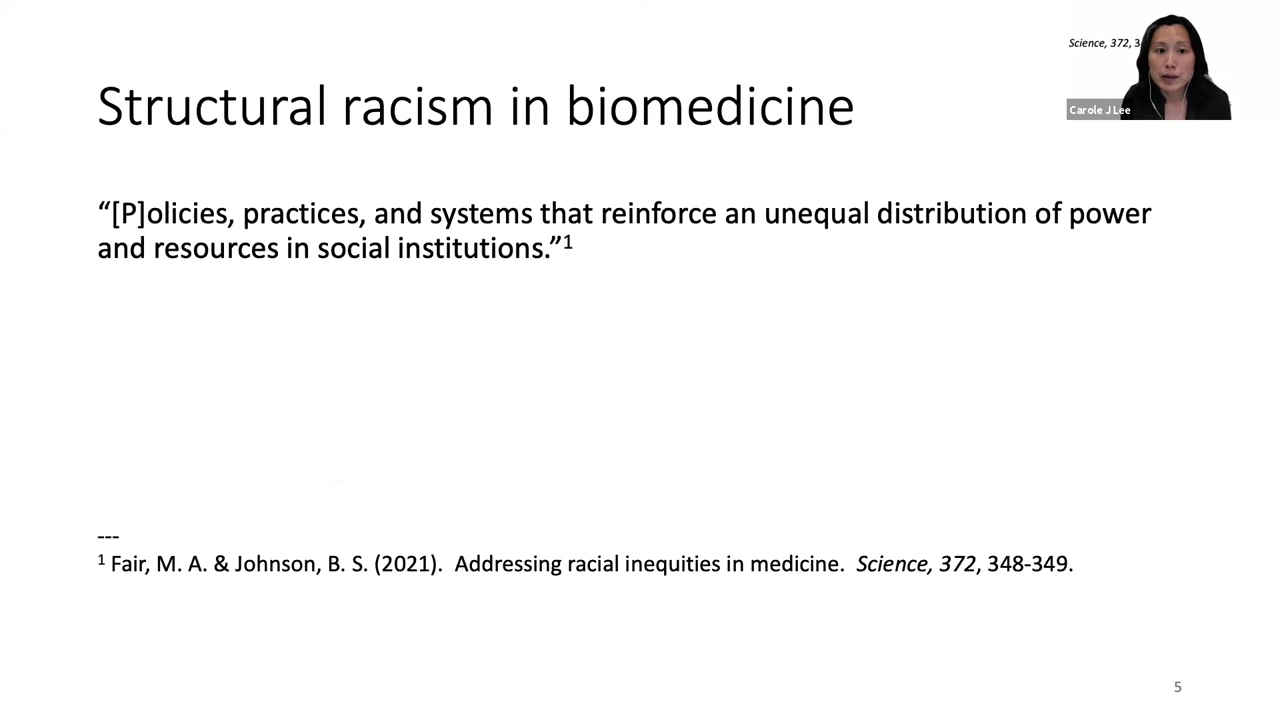 Science, 372, 3
Carole J Lee
Structural racism in biomedicine
“[P]olicies, practices, and systems that reinforce an unequal distribution of power
and resources in social institutions.”¹
---
¹ Fair, M. A. & Johnson, B. S. (2021).  Addressing racial inequities in medicine.  Science, 372, 348-349.
5